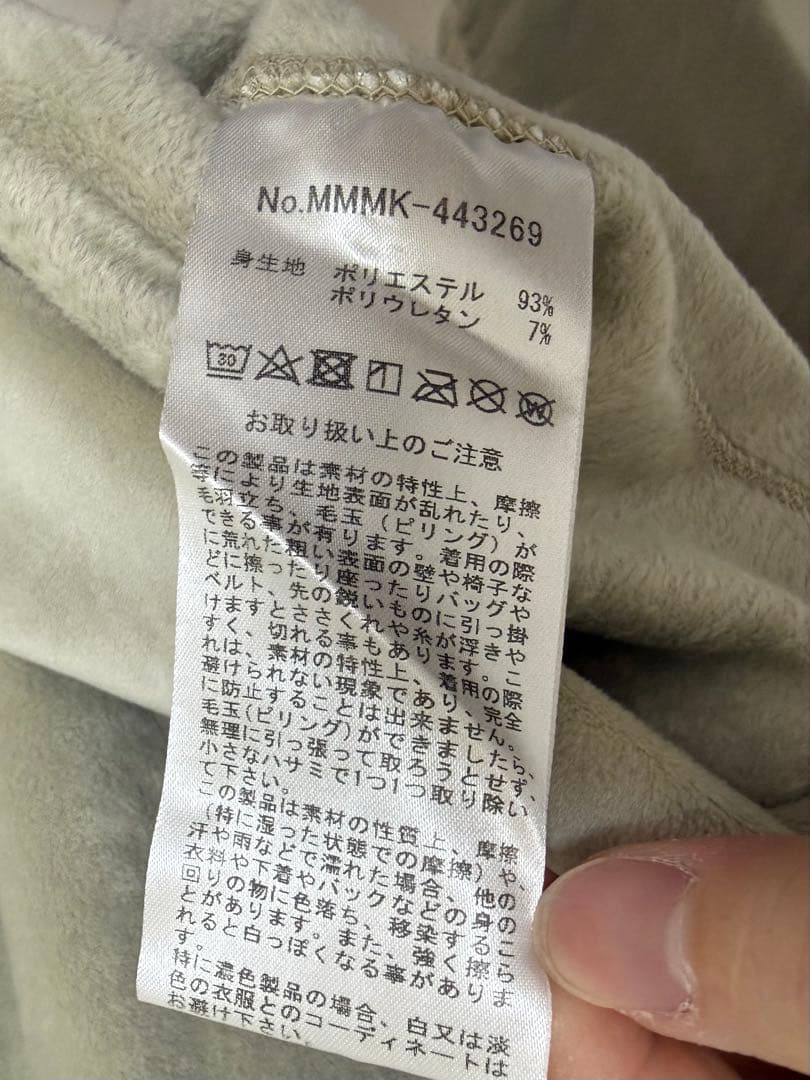 No.MMMK-443269
身生地 ポリエステル 93%
ポリウレタン 7%
30
W
お取り扱い上のご注意
この製品は素材の特性上、摩擦
等により生地表面が乱れたり、
毛羽立ち、毛玉(ピリング)が
できる事が有ります。着用の際
に荒れた粗い表面の壁や椅子な
どに擦ったり座ったりバッグや
ベルト、先の鋭いものに引っ掛
けますとささくれや糸が浮きや
すく、切れる事もあります。こ
れは、素材の特性上、着用の際
避けられない現象であり、完全
に防止することは出来ません。
毛玉(ピリング)ができましたら、
無理に引っ張って取ろうとせず、
小さなハサミで1つ1つ取り除い
て下さい。
この製品は素材の性質上、摩擦
(特に湿った状態での摩擦)や、
汗や雨などで濡れた場合、他の
衣料や下着やバックなどの身の
回りの物に色落ち、移染するこ
とがあります。また、強く擦ら
れると白っぽくなる事がありま
す。
特に濃色製品の場合、白又は淡
色の衣服とのコーディネートは
お避け下さい。